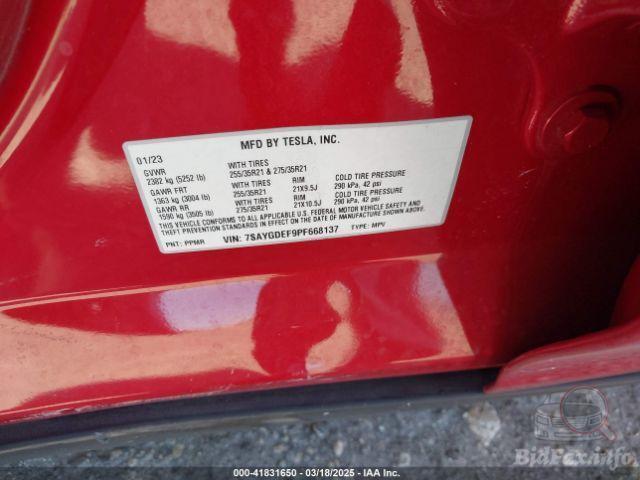 MFD BY TESLA, INC.
01/23
GVWR WITH TIRES
2382 kg (5252 lb) 255/35R21 & 275/35R21
GAWR FRT WITH TIRES RIM COLD TIRE PRESSURE
1363 kg (3004 lb) 255/35R21 21X9.5J 290 kPa, 42 psi
GAWR RR WITH TIRES RIM COLD TIRE PRESSURE
1590 kg (3505 lb) 275/35R21 21X10.5J 290 kPa, 42 psi
THIS VEHICLE CONFORMS TO ALL APPLICABLE U.S. FEDERAL MOTOR VEHICLE SAFETY AND
THEFT PREVENTION STANDARDS IN EFFECT ON THE DATE OF MANUFACTURE SHOWN ABOVE.
PNT: PPMR VIN: 7SAYGDEF9PF668137 TYPE: MPV
BidFax.info
000-41831650 | 03/18/2025 | IAA Inc.